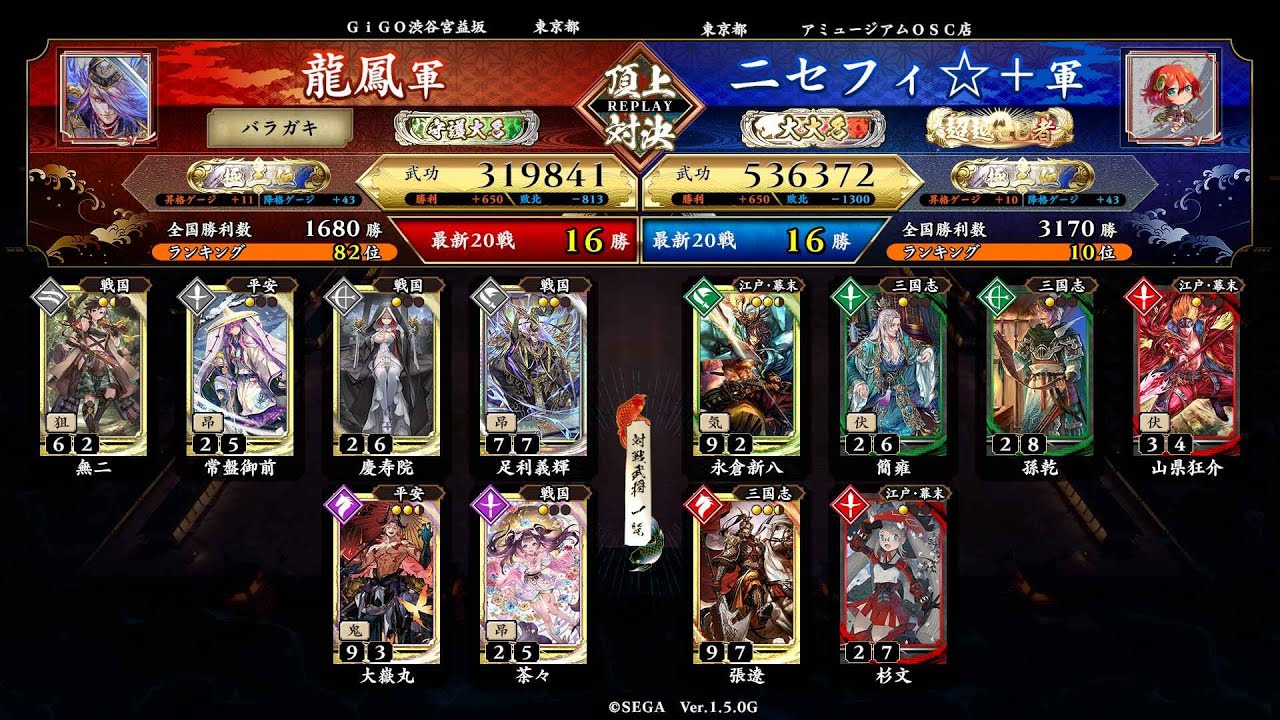 GiGO渋谷宮益坂 東京都
東京都 アミュージアムOSC店
龍鳳軍
頂上
REPLAY
対決
ニセフィ☆十軍
バラガキ
守護大名
大大名
武功 319841
勝利 +650 敗北 -813
武功 536372
勝利 +650 敗北 -1300
昇格ゲージ +11 降格ゲージ +43
昇格ゲージ +10 降格ゲージ +43
全国勝利数 1680勝
ランキング 82位
最新20戦 16勝
最新20戦 16勝
全国勝利数 3170勝
ランキング 10位
戦国 平安 戦国 戦国 江戸・幕末 三国志 三国志 江戸・幕末
狙 昂 昂 気 伏 伏
6 2 2 5 2 6 7 7 9 2 2 6 2 8 3 4
無二 常盤御前 慶寿院 足利義輝 永倉新八 簡雍 孫乾 山県狂介
対戦武将一覧
平安 戦国 三国志 江戸・幕末
鬼 昂
9 3 2 5 9 7 2 7
大嶽丸 茶々 張遼 杉文
©SEGA Ver.1.5.0G